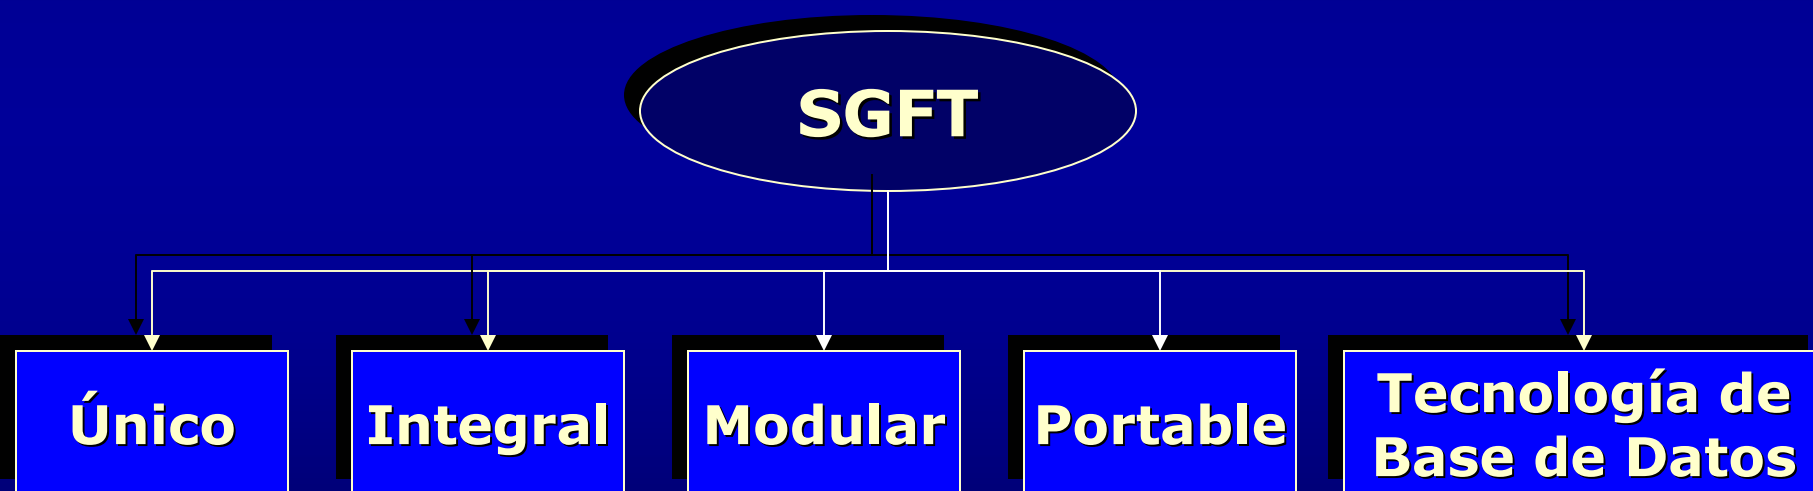 SGFT
Único
Integral
Modular
Portable
Tecnología de
Base de Datos